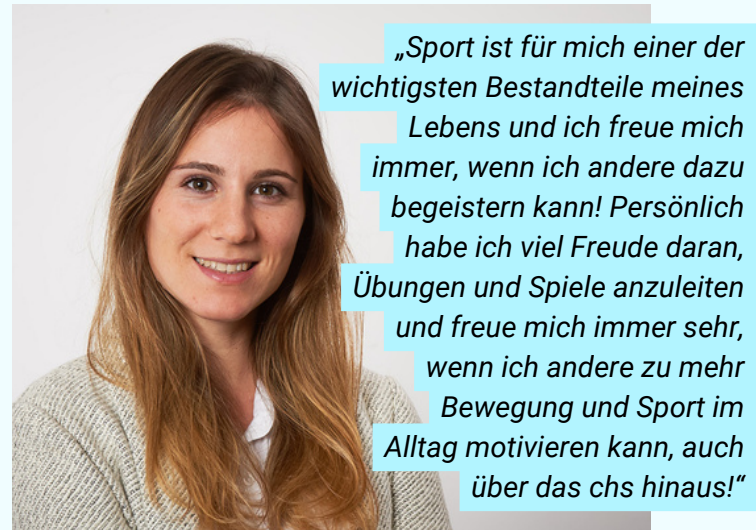 „Sport ist für mich einer der
wichtigsten Bestandteile meines
Lebens und ich freue mich
immer, wenn ich andere dazu
begeistern kann! Persönlich
habe ich viel Freude daran,
Übungen und Spiele anzuleiten
und freue mich immer sehr,
wenn ich andere zu mehr
Bewegung und Sport im
Alltag motivieren kann, auch
über das chs hinaus!“